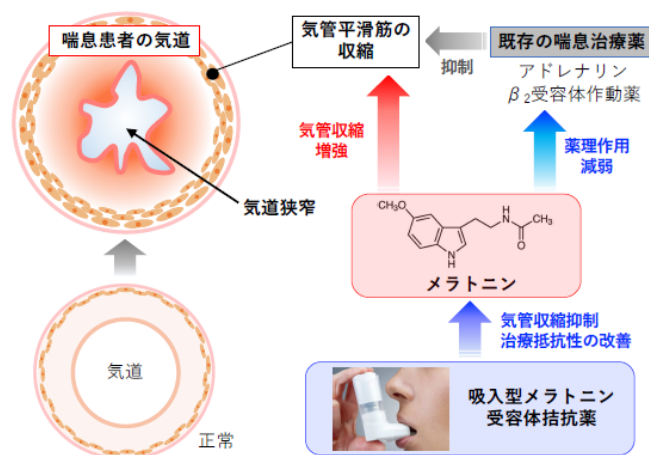 喘息患者の気道
気管平滑筋の
収縮
抑制
既存の喘息治療薬
アドレナリン
β₂受容体作動薬
気管収縮
増強
薬理作用
減弱
気道狭窄
CH₃O
H
N
CH₃
O
N
H
メラトニン
気管収縮抑制
治療抵抗性の改善
気道
正常
吸入型メラトニン
受容体拮抗薬